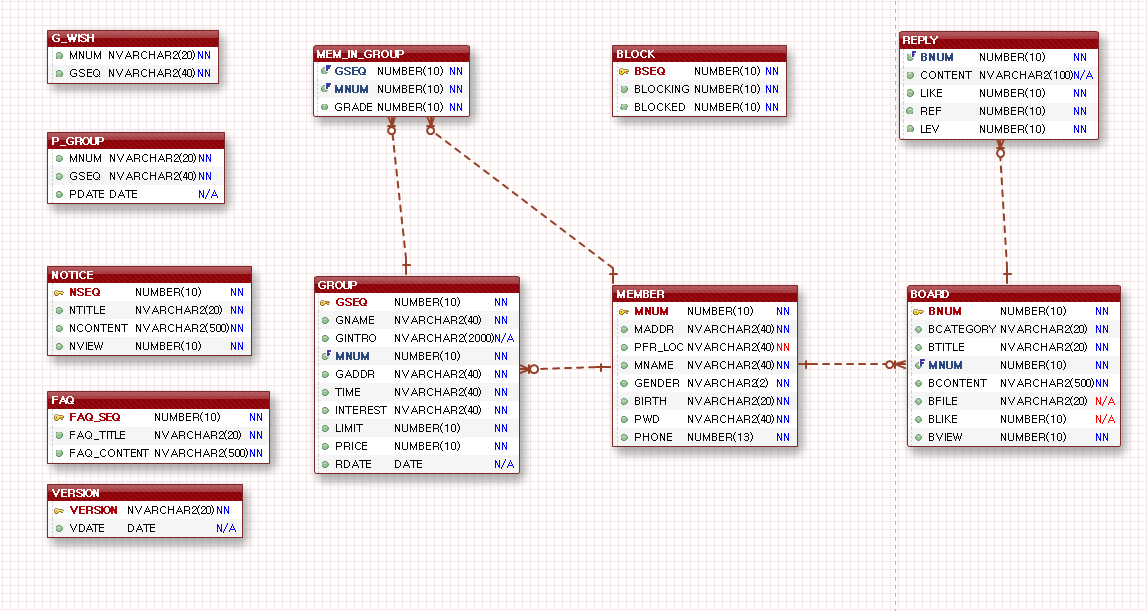 G_WISH
MNUM NVARCHAR2(20) NN
GSEQ NVARCHAR2(40) NN
P_GROUP
MNUM NVARCHAR2(20) NN
GSEQ NVARCHAR2(40) NN
PDATE DATE N/A
NOTICE
NSEQ NUMBER(10) NN
NTITLE NVARCHAR2(20) NN
NCONTENT NVARCHAR2(500) NN
NVIEW NUMBER(10) NN
FAQ
FAQ_SEQ NUMBER(10) NN
FAQ_TITLE NVARCHAR2(20) NN
FAQ_CONTENT NVARCHAR2(500) NN
VERSION
VERSION NVARCHAR2(20) NN
VDATE DATE N/A
MEM_IN_GROUP
GSEQ NUMBER(10) NN
MNUM NUMBER(10) NN
GRADE NUMBER(10) NN
GROUP
GSEQ NUMBER(10) NN
GNAME NVARCHAR2(40) NN
GINTRO NVARCHAR2(2000) N/A
MNUM NUMBER(10) NN
GADDR NVARCHAR2(40) NN
TIME NVARCHAR2(40) NN
INTEREST NVARCHAR2(40) NN
LIMIT NUMBER(10) NN
PRICE NUMBER(10) NN
RDATE DATE N/A
BLOCK
BSEQ NUMBER(10) NN
BLOCKING NUMBER(10) NN
BLOCKED NUMBER(10) NN
MEMBER
MNUM NUMBER(10) NN
MADDR NVARCHAR2(40) NN
PFR_LOC NVARCHAR2(40) NN
MNAME NVARCHAR2(40) NN
GENDER NVARCHAR2(2) NN
BIRTH NVARCHAR2(20) NN
PWD NVARCHAR2(40) NN
PHONE NUMBER(13) NN
REPLY
BNUM NUMBER(10) NN
CONTENT NVARCHAR2(100) N/A
LIKE NUMBER(10) NN
REF NUMBER(10) NN
LEV NUMBER(10) NN
BOARD
BNUM NUMBER(10) NN
BCATEGORY NVARCHAR2(20) NN
BTITLE NVARCHAR2(20) NN
MNUM NUMBER(10) NN
BCONTENT NVARCHAR2(500) NN
BFILE NVARCHAR2(20) N/A
BLIKE NUMBER(10) N/A
BVIEW NUMBER(10) NN